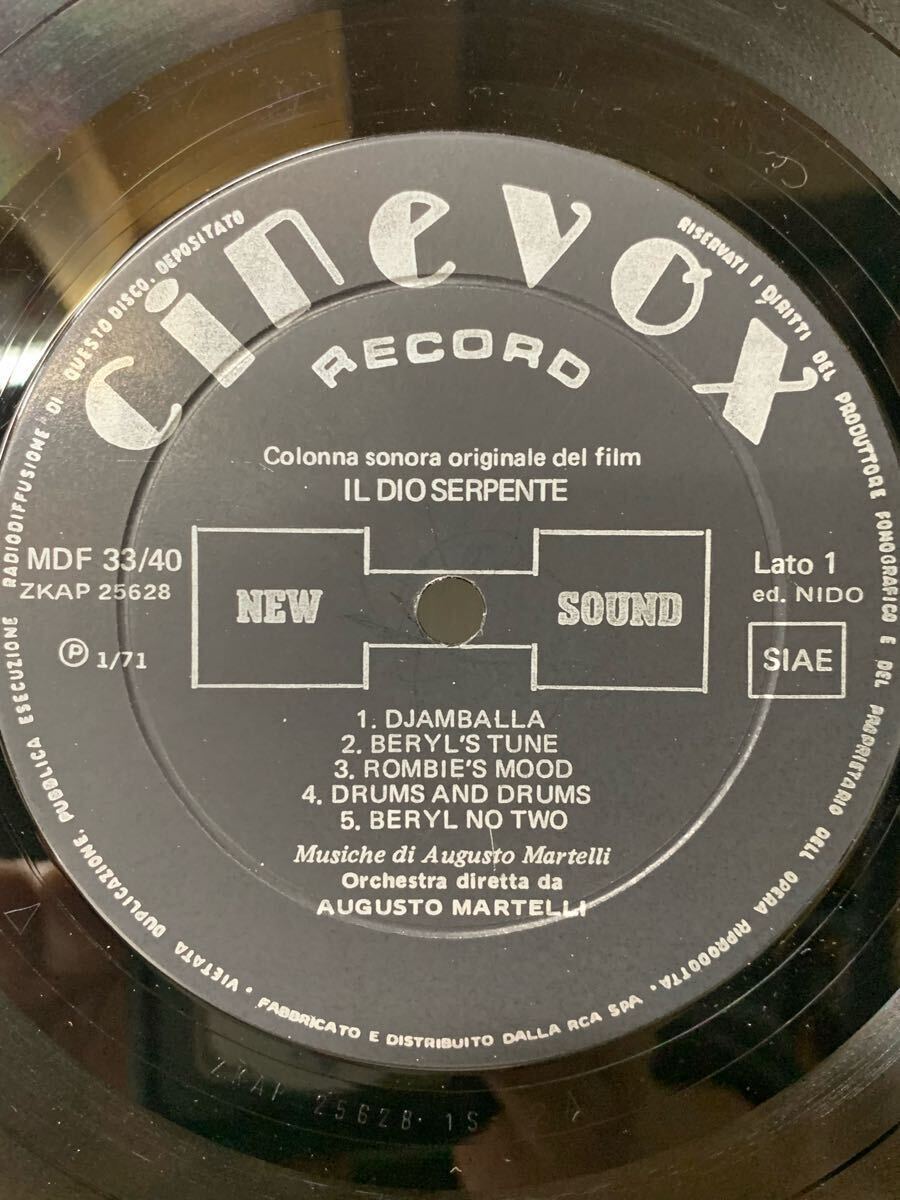 cinevox
RECORD
Colonna sonora originale del film
IL DIO SERPENTE
MDF 33/40
ZKAP 25628
Ⓟ 1/71
NEW SOUND
Lato 1
ed. NIDO
SIAE
1. DJAMBALLA
2. BERYL'S TUNE
3. ROMBIE'S MOOD
4. DRUMS AND DRUMS
5. BERYL NO TWO
Musiche di Augusto Martelli
Orchestra diretta da
AUGUSTO MARTELLI
RISERVATI I DIRITTI DEL PRODUTTORE FONOGRAFICO E DEL PROPRIETARIO DELL OPERA RIPRODOTTA · FABBRICATO E DISTRIBUITO DALLA RCA SPA · VIETATA DUPLICAZIONE, PUBBLICA ESECUZIONE RADIODIFFUSIONE DI QUESTO DISCO. DEPOSITATO
ZKAP 25628· 1S